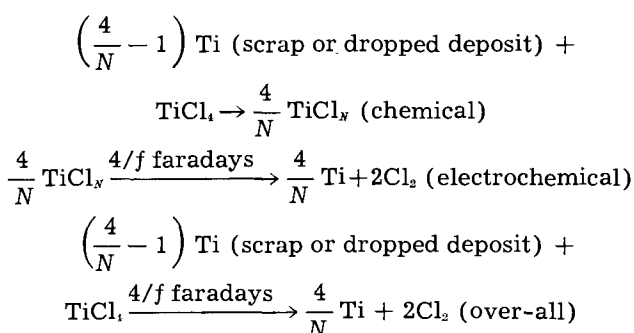 (4/N − 1) Ti (scrap or dropped deposit) +
TiCl₄ → 4/N TiCl_N (chemical)
4/N TiCl_N —4/f faradays→ 4/N Ti+2Cl₂ (electrochemical)
(4/N − 1) Ti (scrap or dropped deposit) +
TiCl₄ —4/f faradays→ 4/N Ti + 2Cl₂ (over-all)